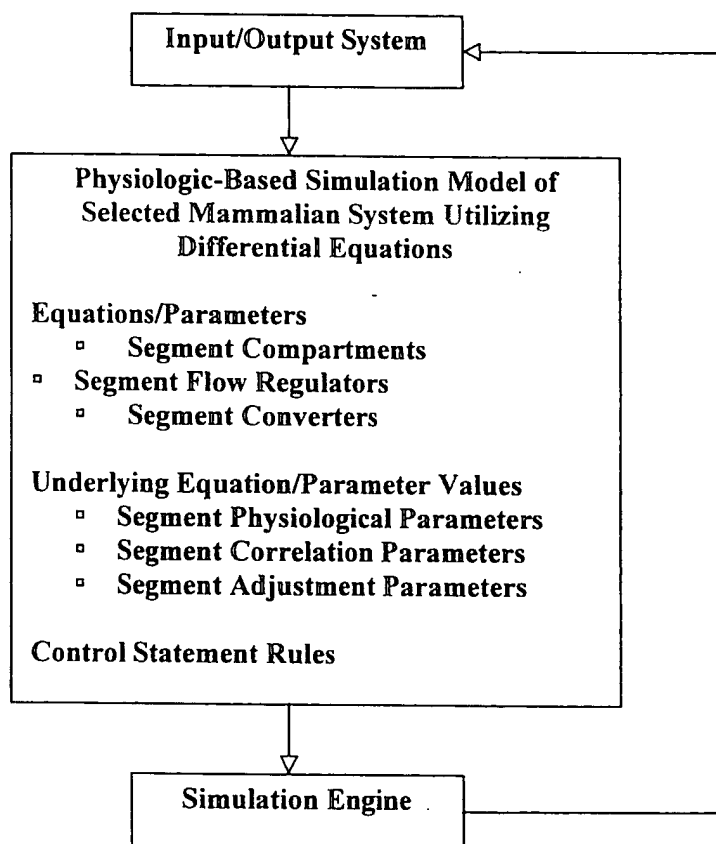 Input/Output System
Physiologic-Based Simulation Model of
Selected Mammalian System Utilizing
Differential Equations
Equations/Parameters
▫ Segment Compartments
▫ Segment Flow Regulators
▫ Segment Converters
Underlying Equation/Parameter Values
▫ Segment Physiological Parameters
▫ Segment Correlation Parameters
▫ Segment Adjustment Parameters
Control Statement Rules
Simulation Engine